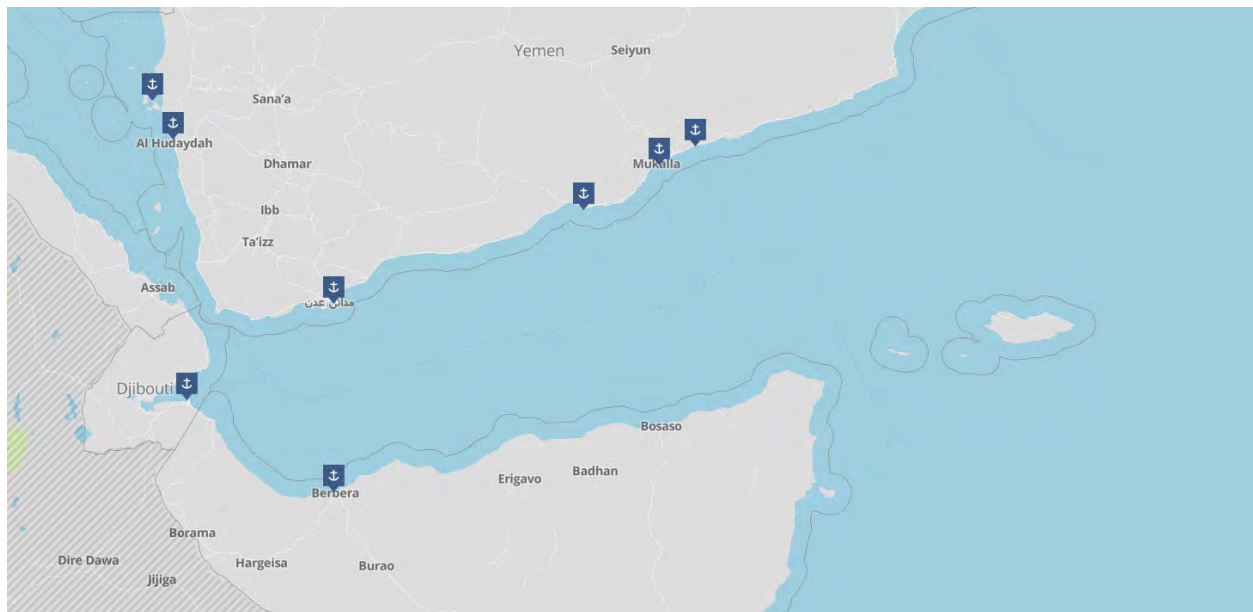 Yemen
Seiyun
Sana'a
Al Hudaydah
Dhamar
Mukalla
Ibb
Ta'izz
Assab
مدائن عدن
Djibouti
Bosaso
Badhan
Erigavo
Berbera
Borama
Hargeisa
Burao
Dire Dawa
Jijiga